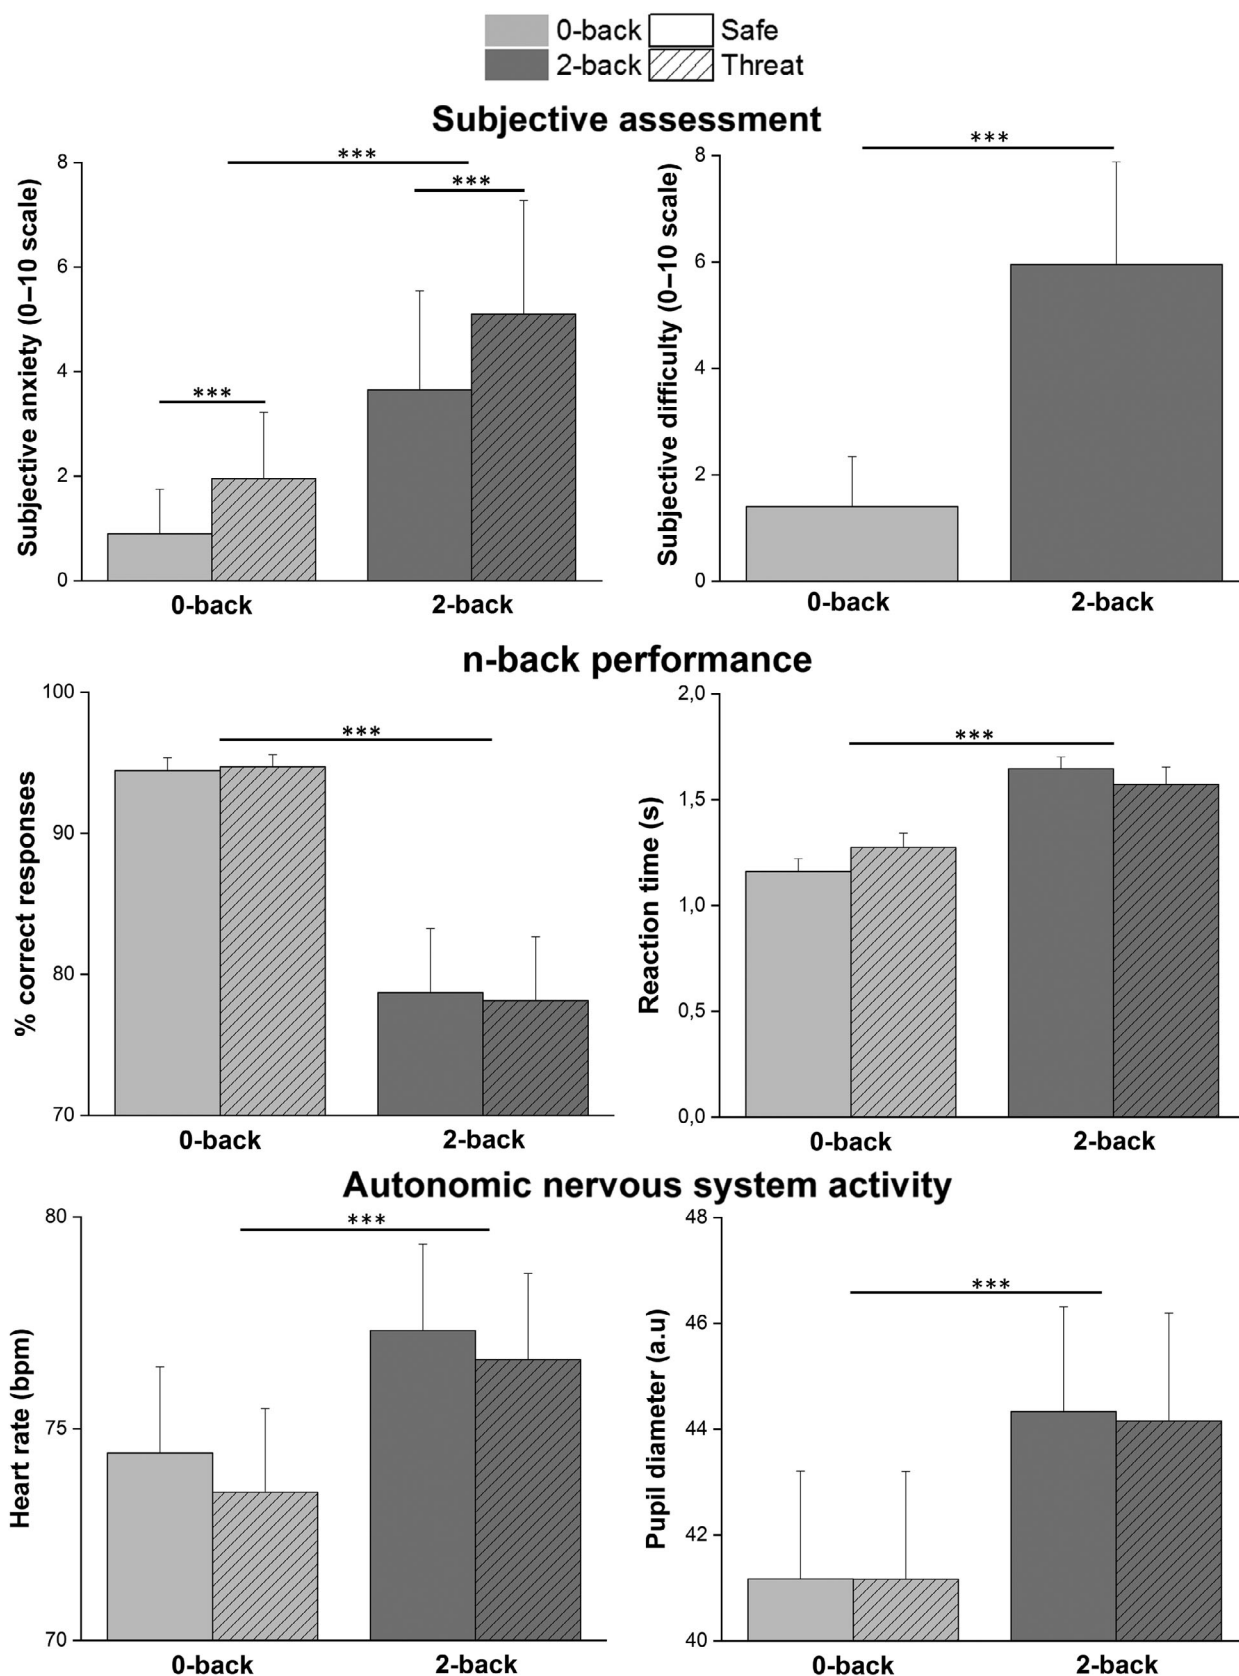 0-back Safe
2-back Threat
Subjective assessment
Subjective anxiety (0–10 scale)
8
6
4
2
0
***
***
***
0-back 2-back
Subjective difficulty (0–10 scale)
8
6
4
2
0
***
0-back 2-back
n-back performance
% correct responses
100
90
80
70
***
0-back 2-back
Reaction time (s)
2,0
1,5
1,0
0,5
0,0
***
0-back 2-back
Autonomic nervous system activity
Heart rate (bpm)
80
75
70
***
0-back 2-back
Pupil diameter (a.u)
48
46
44
42
40
***
0-back 2-back